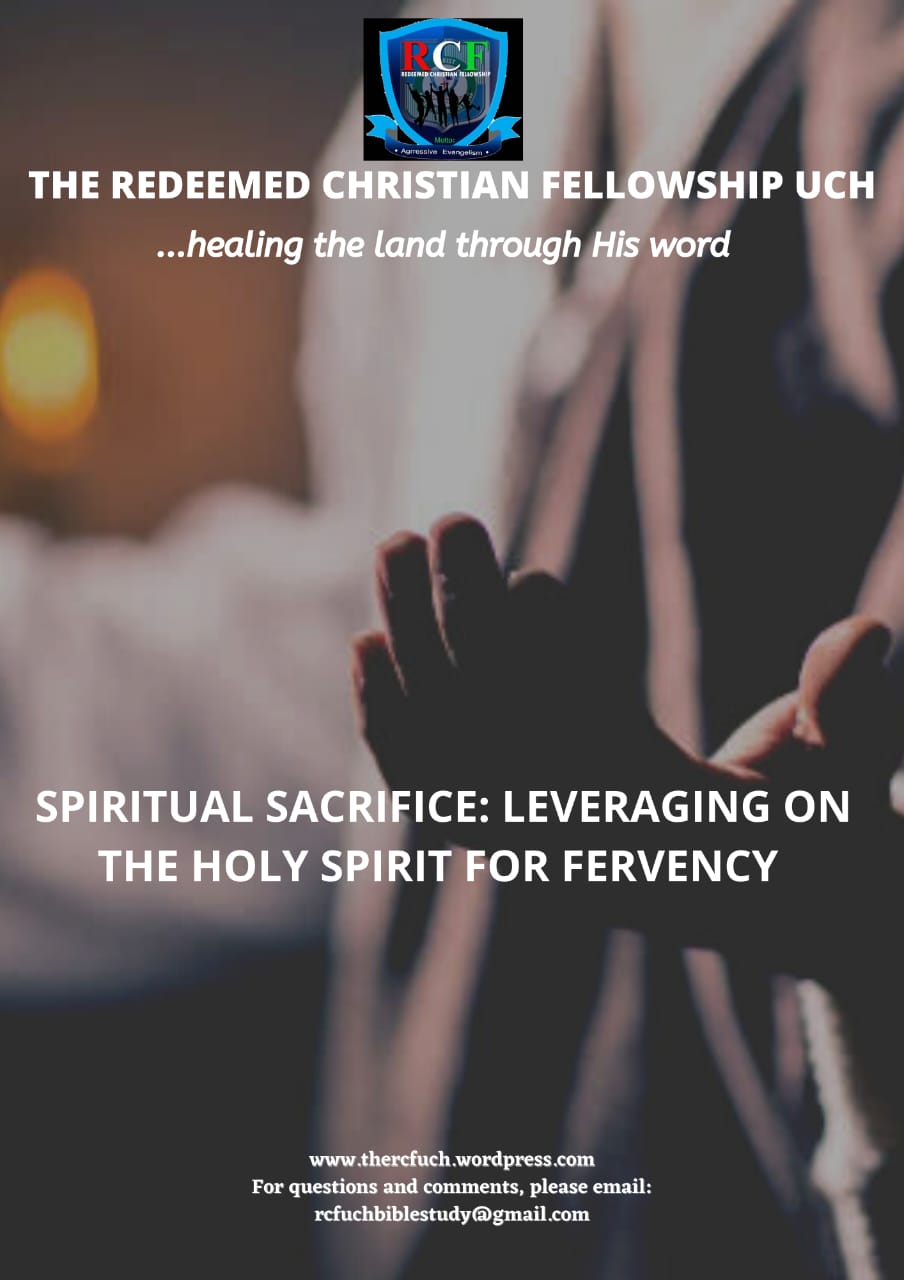 RCF
REDEEMED CHRISTIAN FELLOWSHIP
Motto:
• Agrressive Evangelism •
THE REDEEMED CHRISTIAN FELLOWSHIP UCH
...healing the land through His word
SPIRITUAL SACRIFICE: LEVERAGING ON
THE HOLY SPIRIT FOR FERVENCY
www.thercfuch.wordpress.com
For questions and comments, please email:
rcfuchbiblestudy@gmail.com